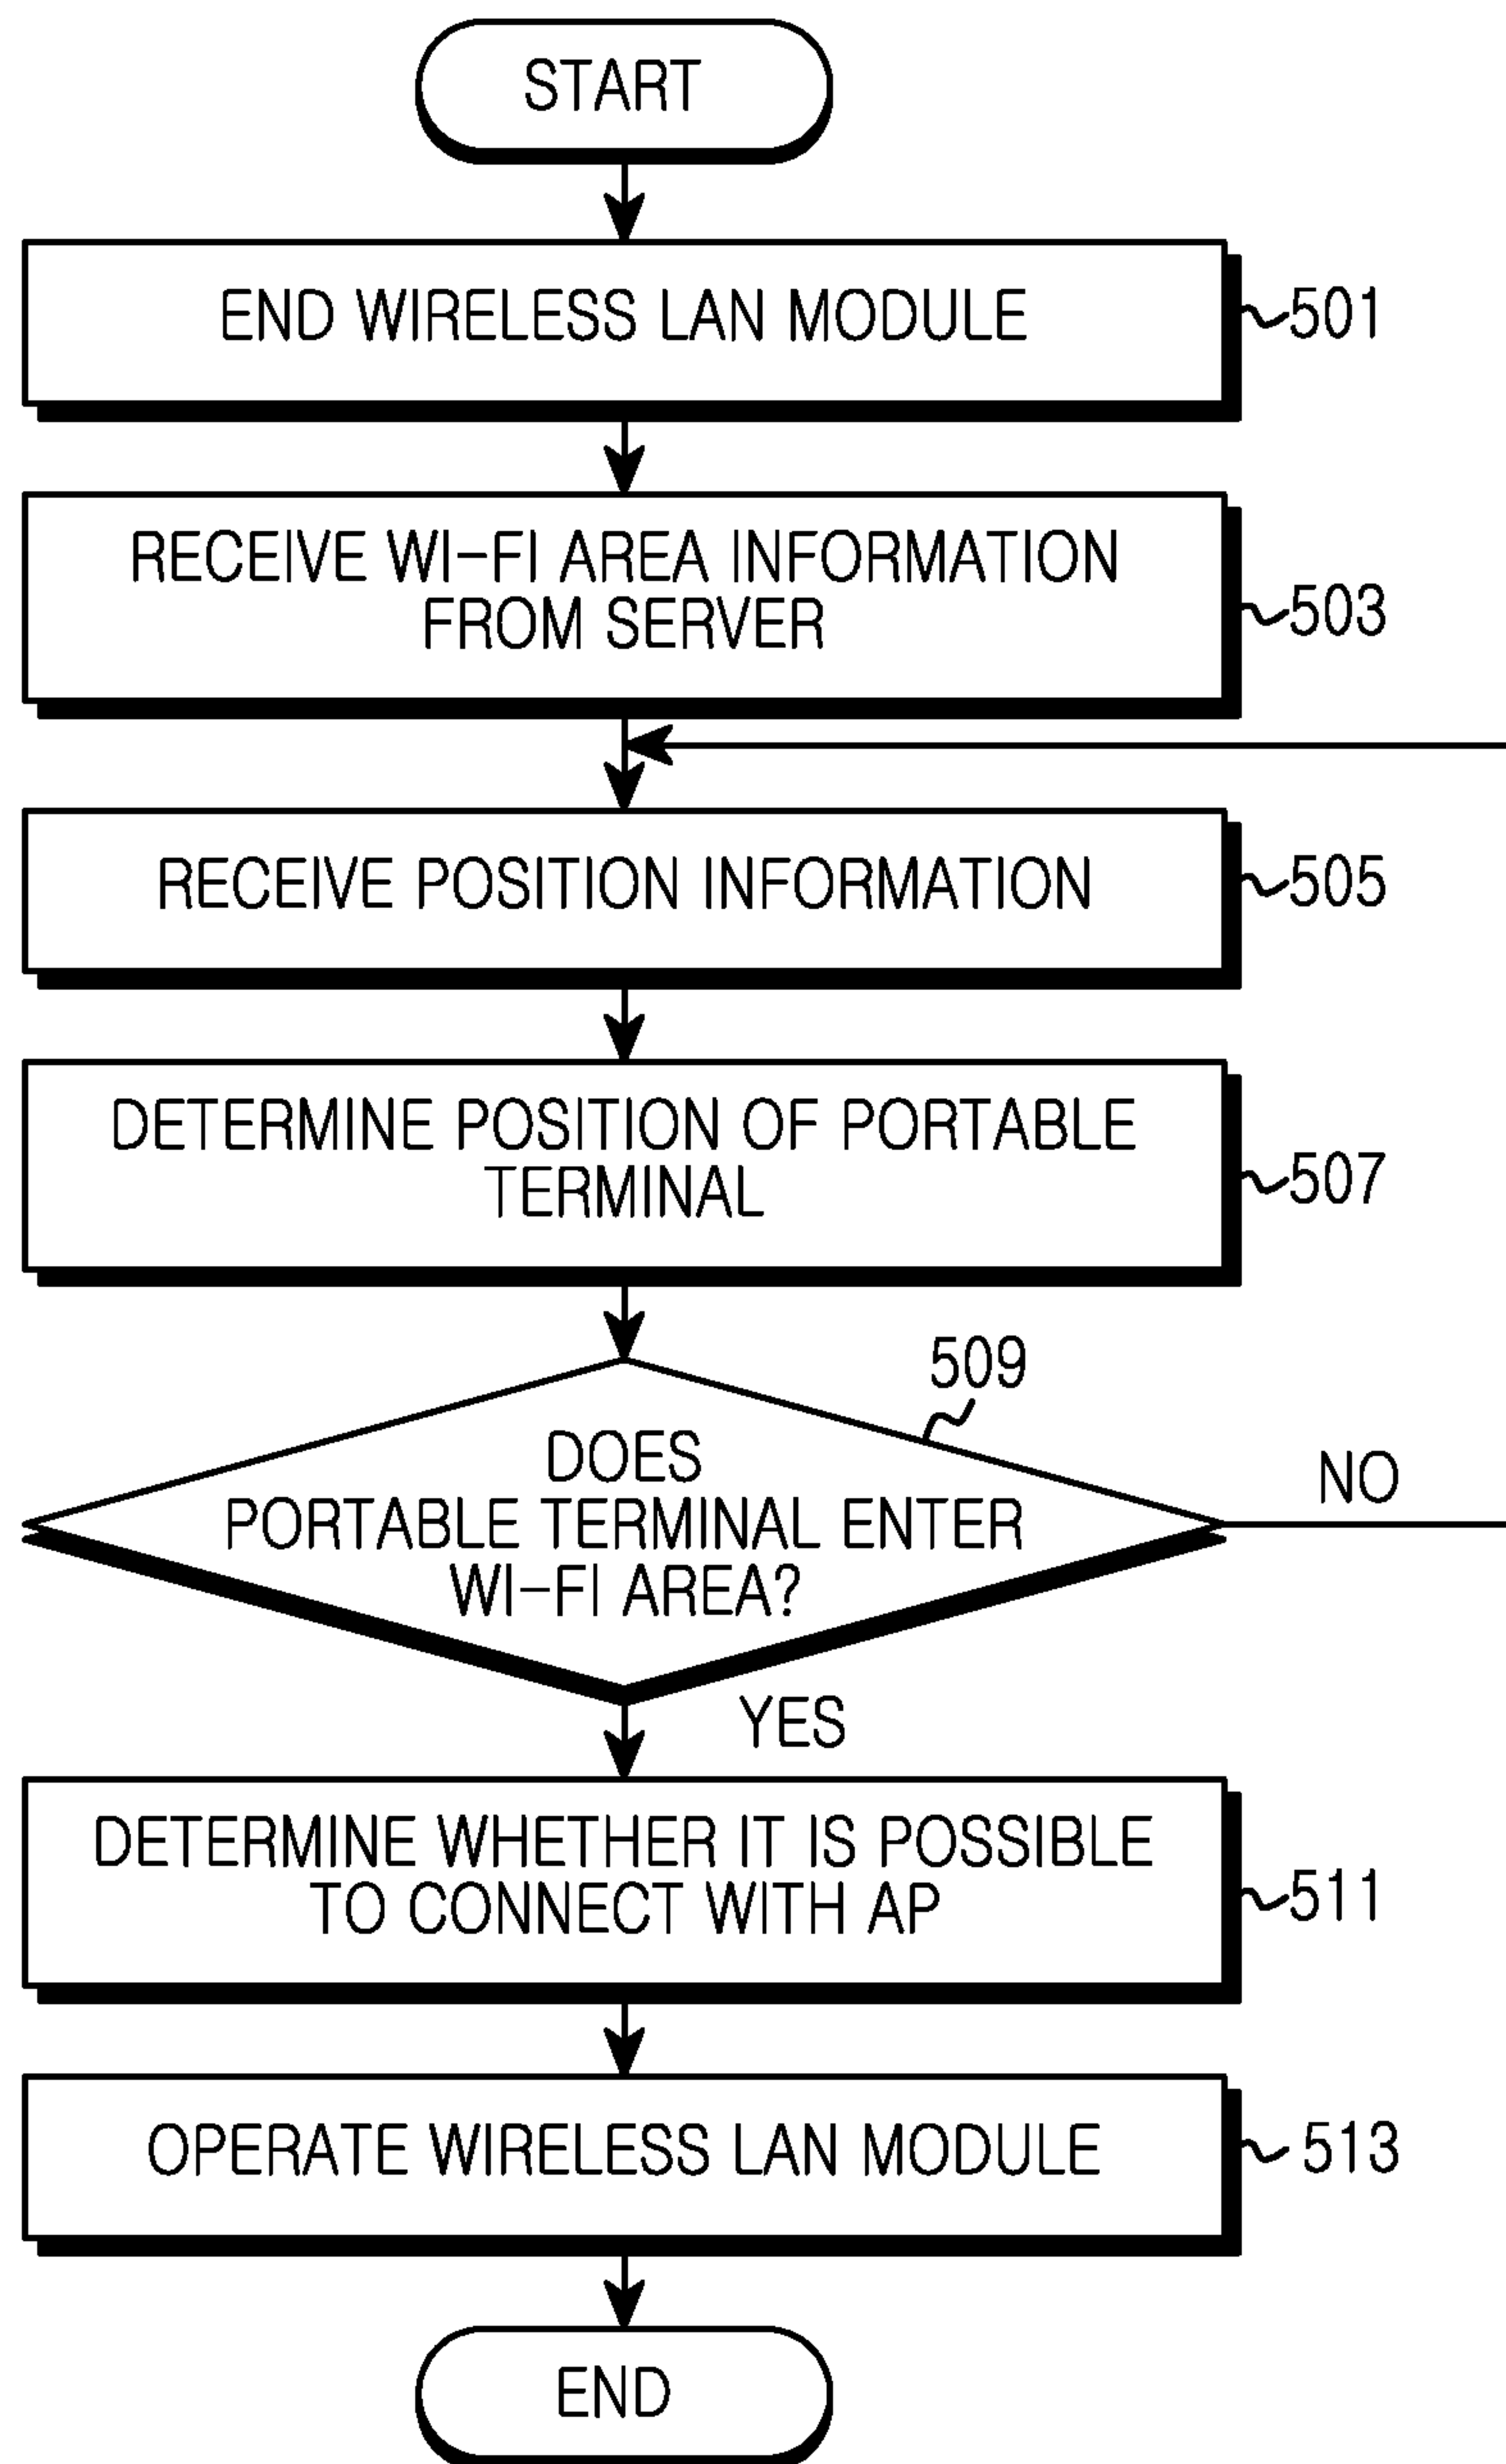 START
END WIRELESS LAN MODULE
501
RECEIVE WI-FI AREA INFORMATION
FROM SERVER
503
RECEIVE POSITION INFORMATION
505
DETERMINE POSITION OF PORTABLE
TERMINAL
507
509
DOES
PORTABLE TERMINAL ENTER
WI-FI AREA?
NO
YES
DETERMINE WHETHER IT IS POSSIBLE
TO CONNECT WITH AP
511
OPERATE WIRELESS LAN MODULE
513
END